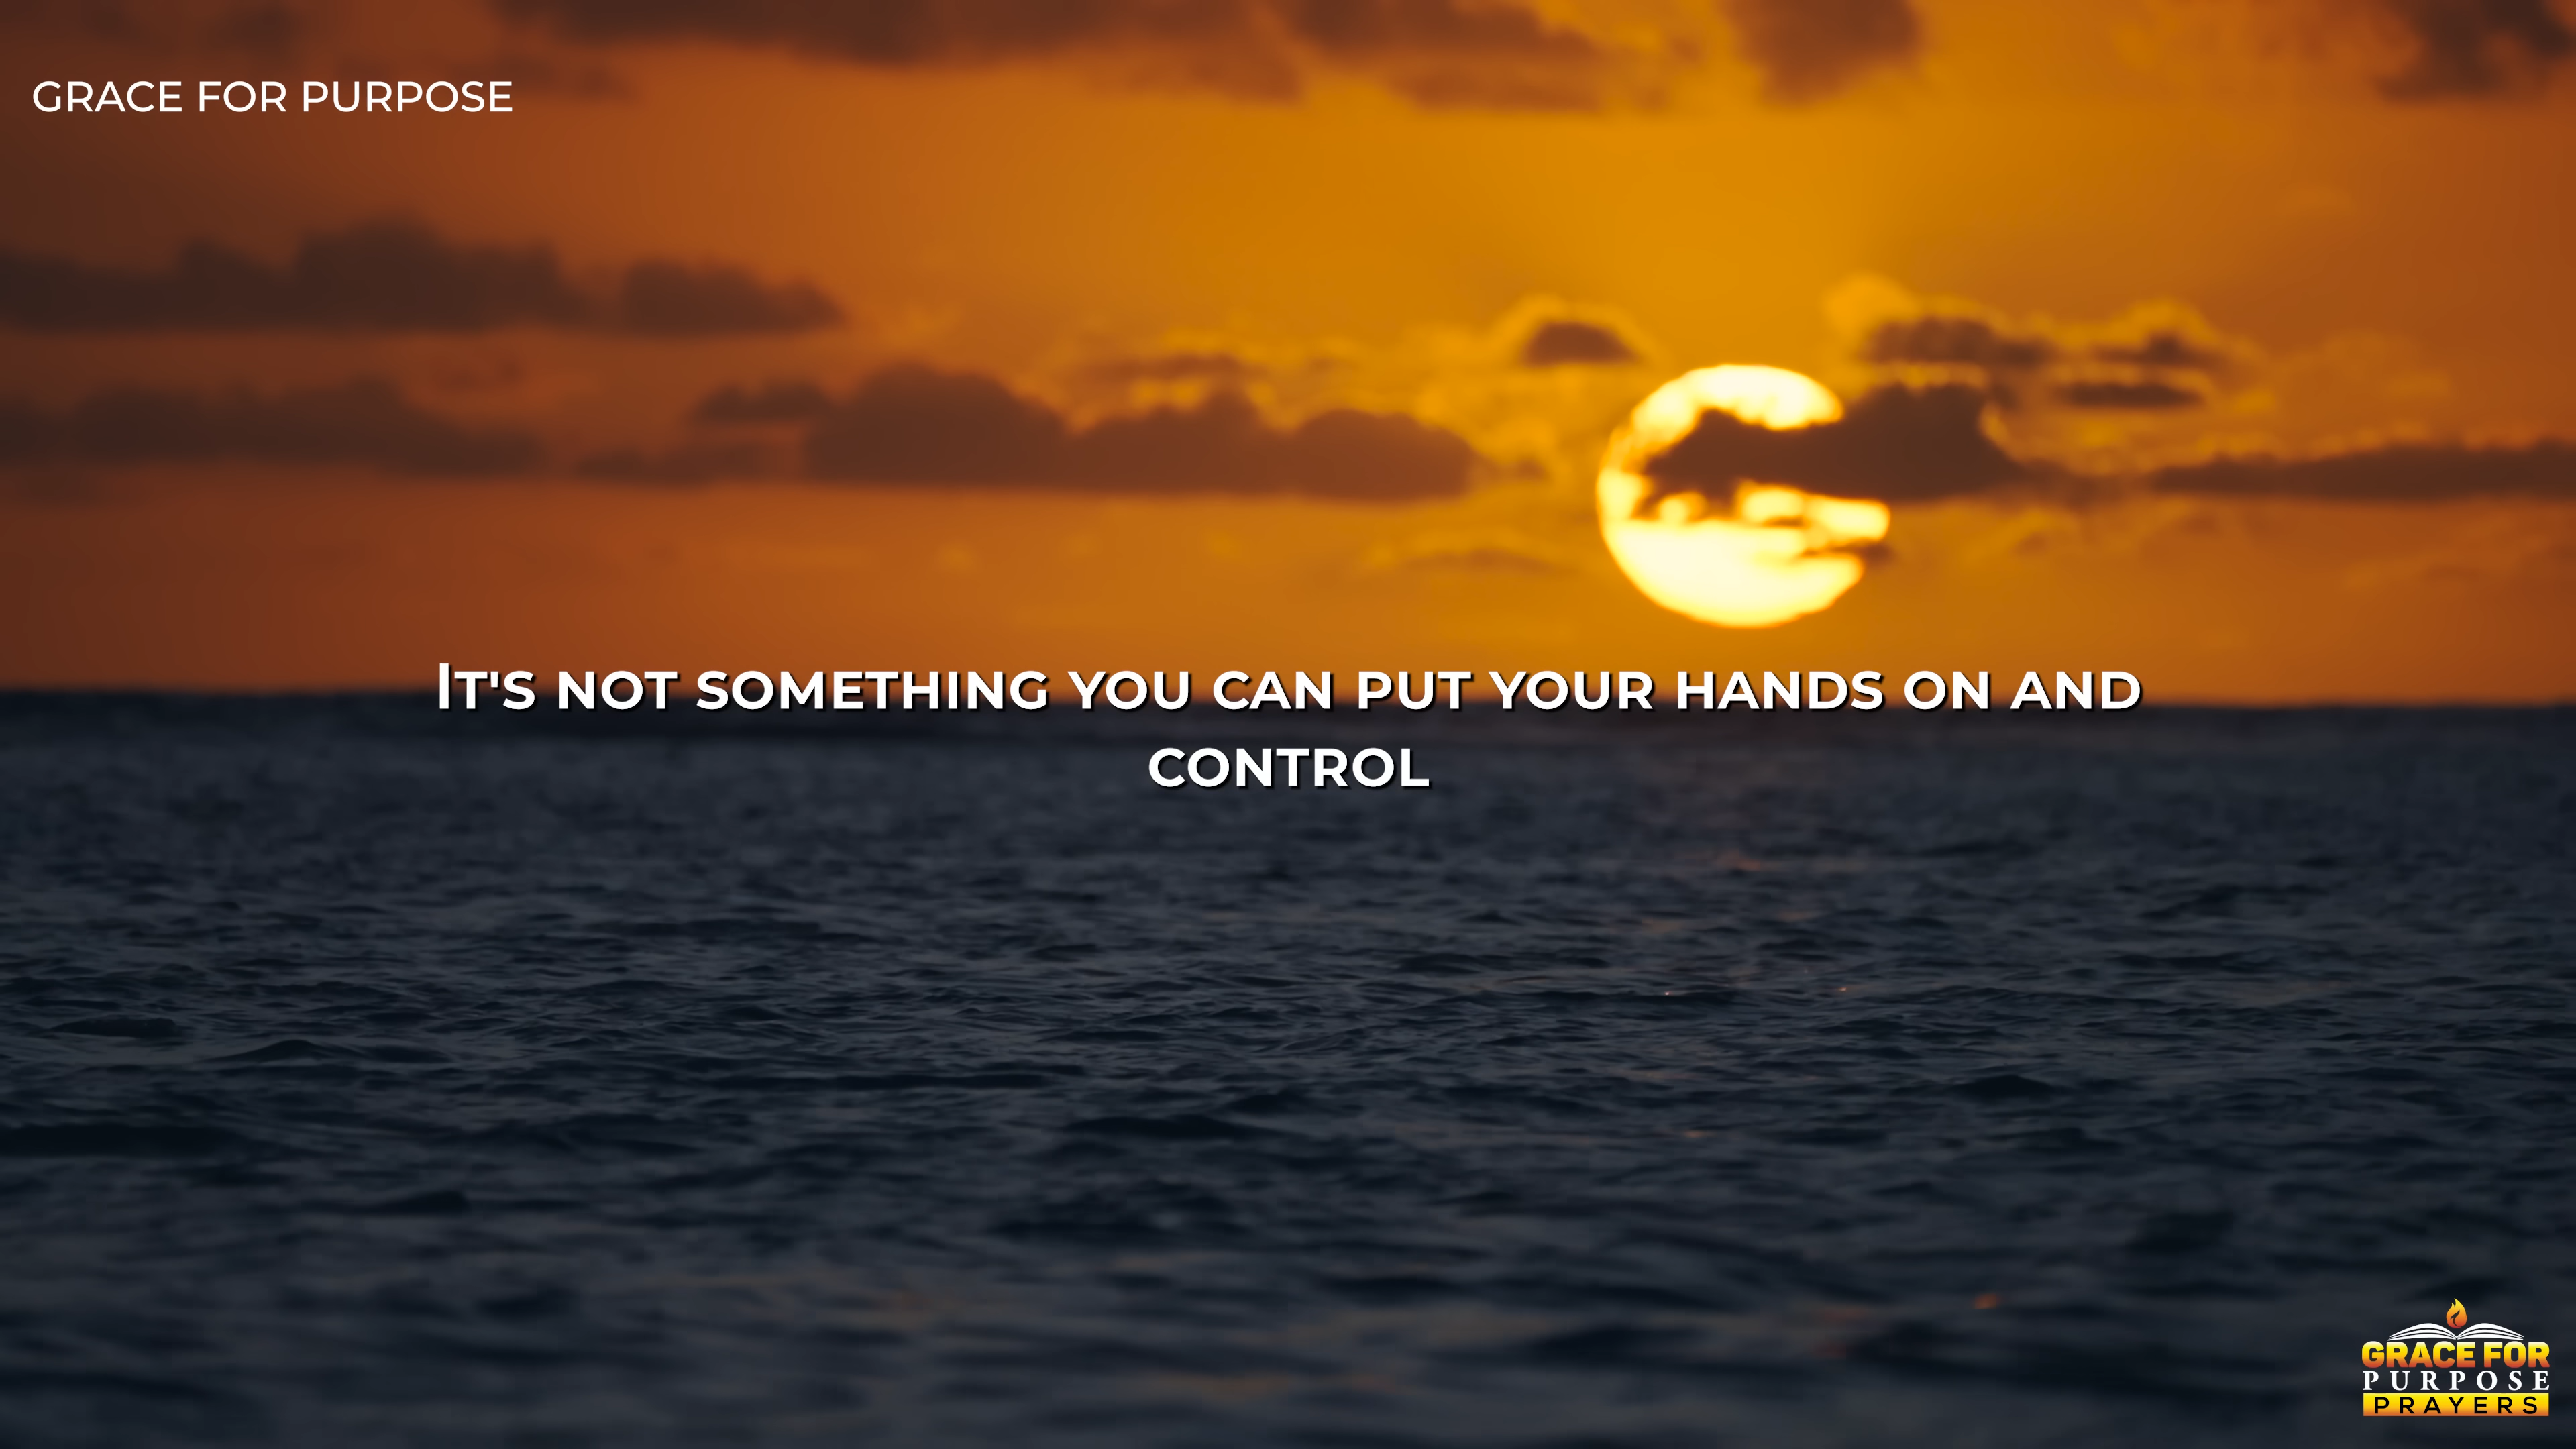 GRACE FOR PURPOSE
IT'S NOT SOMETHING YOU CAN PUT YOUR HANDS ON AND
CONTROL
GRACE FOR
PURPOSE
PRAYERS